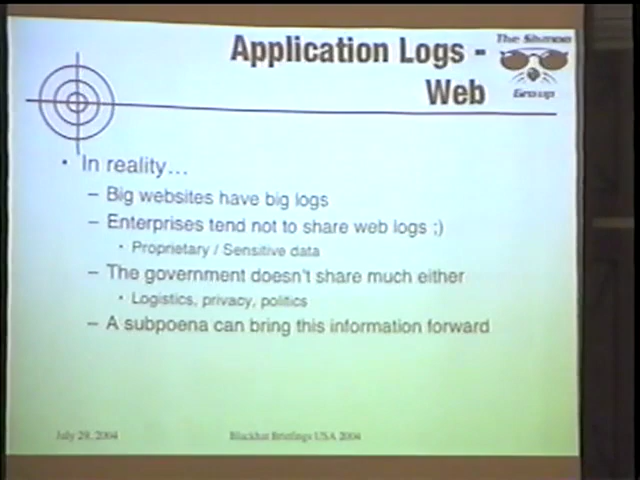 Application Logs -
Web
The Shmoo
Group
• In reality...
– Big websites have big logs
– Enterprises tend not to share web logs ;)
• Proprietary / Sensitive data
– The government doesn't share much either
• Logistics, privacy, politics
– A subpoena can bring this information forward
July 29, 2004
Blackhat Briefings USA 2004